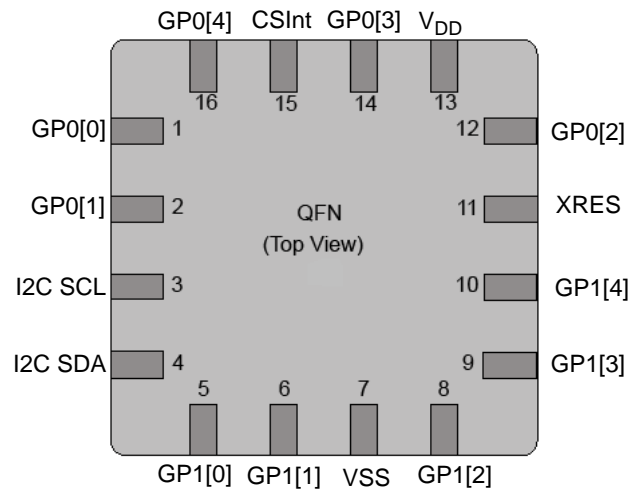 GP0[4] CSInt GP0[3] VDD
16 15 14 13
GP0[0] 1 12 GP0[2]
GP0[1] 2 11 XRES
QFN
(Top View)
I2C SCL 3 10 GP1[4]
I2C SDA 4 9 GP1[3]
5 6 7 8
GP1[0] GP1[1] VSS GP1[2]